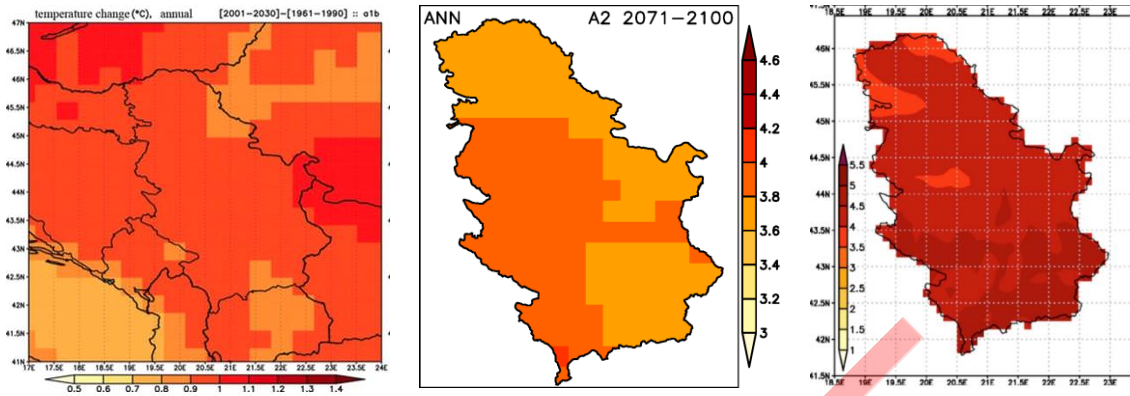 temperature change (°C), annual [2001-2030]-[1961-1990] :: a1b
47N
46.5N
46N
45.5N
45N
44.5N
44N
43.5N
43N
42.5N
42N
41.5N
41N
17E 17.5E 18E 18.5E 19E 19.5E 20E 20.5E 21E 21.5E 22E 22.5E 23E 23.5E 24E
0.5 0.6 0.7 0.8 0.9 1 1.1 1.2 1.3 1.4
ANN A2 2071-2100
4.6
4.4
4.2
4
3.8
3.6
3.4
3.2
3
46N
45.5N
45N
44.5N
44N
43.5N
43N
42.5N
42N
41.5N
5.5
5
4.5
4
3.5
3
2.5
2
1.5
1
18.5E 19E 19.5E 20E 20.5E 21E 21.5E 22E 22.5E 23E